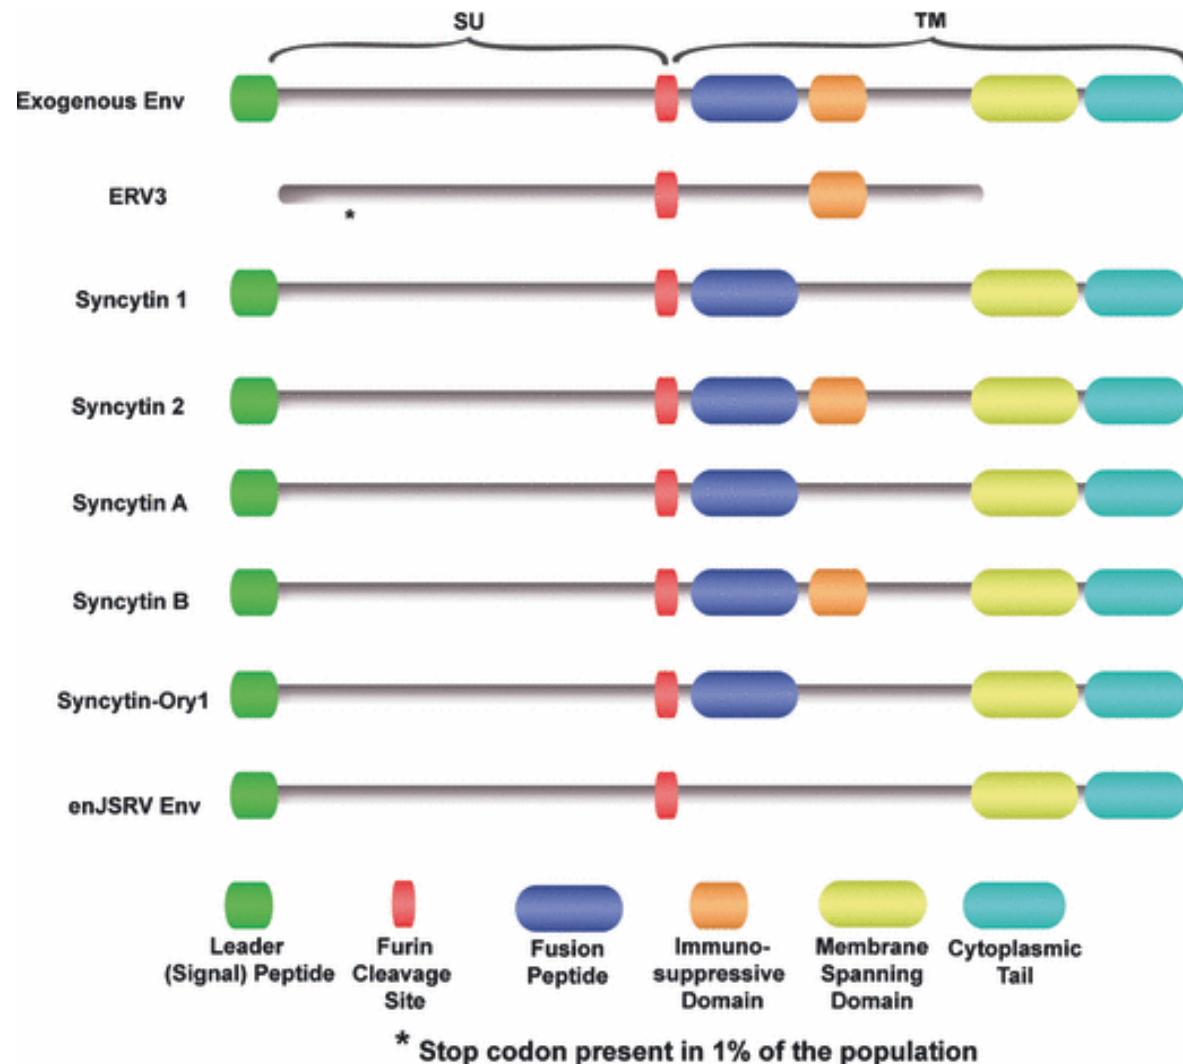 SU TM
Exogenous Env
ERV3
*
Syncytin 1
Syncytin 2
Syncytin A
Syncytin B
Syncytin-Ory1
enJSRV Env
Leader
(Signal) Peptide
Furin
Cleavage
Site
Fusion
Peptide
Immuno-
suppressive
Domain
Membrane
Spanning
Domain
Cytoplasmic
Tail
* Stop codon present in 1% of the population